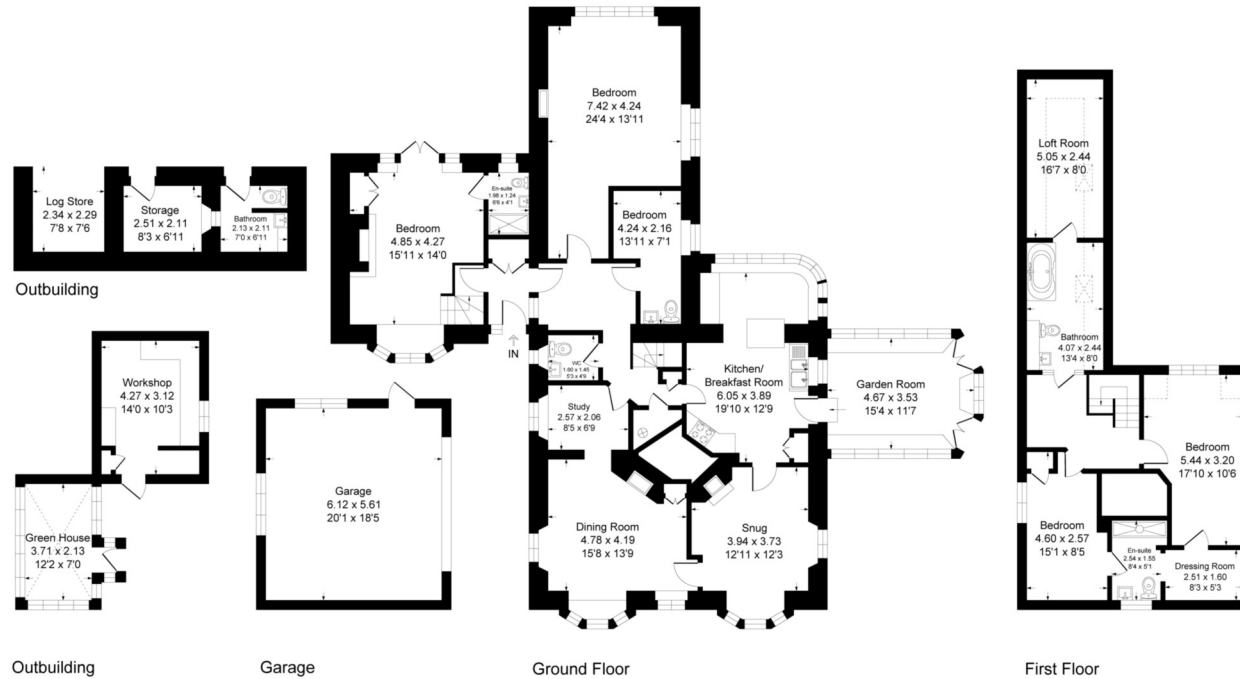 Log Store
2.34 x 2.29
7'8 x 7'6
Storage
2.51 x 2.11
8'3 x 6'11
Bathroom
2.13 x 2.11
7'0 x 6'11
Outbuilding
Workshop
4.27 x 3.12
14'0 x 10'3
Green House
3.71 x 2.13
12'2 x 7'0
Outbuilding
Garage
6.12 x 5.61
20'1 x 18'5
Garage
Bedroom
7.42 x 4.24
24'4 x 13'11
En-suite
1.98 x 1.24
6'6 x 4'1
Bedroom
4.85 x 4.27
15'11 x 14'0
Bedroom
4.24 x 2.16
13'11 x 7'1
IN
WC
1.60 x 1.45
5'3 x 4'9
Kitchen/
Breakfast Room
6.05 x 3.89
19'10 x 12'9
Garden Room
4.67 x 3.53
15'4 x 11'7
Study
2.57 x 2.06
8'5 x 6'9
Dining Room
4.78 x 4.19
15'8 x 13'9
Snug
3.94 x 3.73
12'11 x 12'3
Ground Floor
Loft Room
5.05 x 2.44
16'7 x 8'0
Bathroom
4.07 x 2.44
13'4 x 8'0
Bedroom
5.44 x 3.20
17'10 x 10'6
Bedroom
4.60 x 2.57
15'1 x 8'5
En-suite
2.54 x 1.55
8'4 x 5'1
Dressing Room
2.51 x 1.60
8'3 x 5'3
First Floor